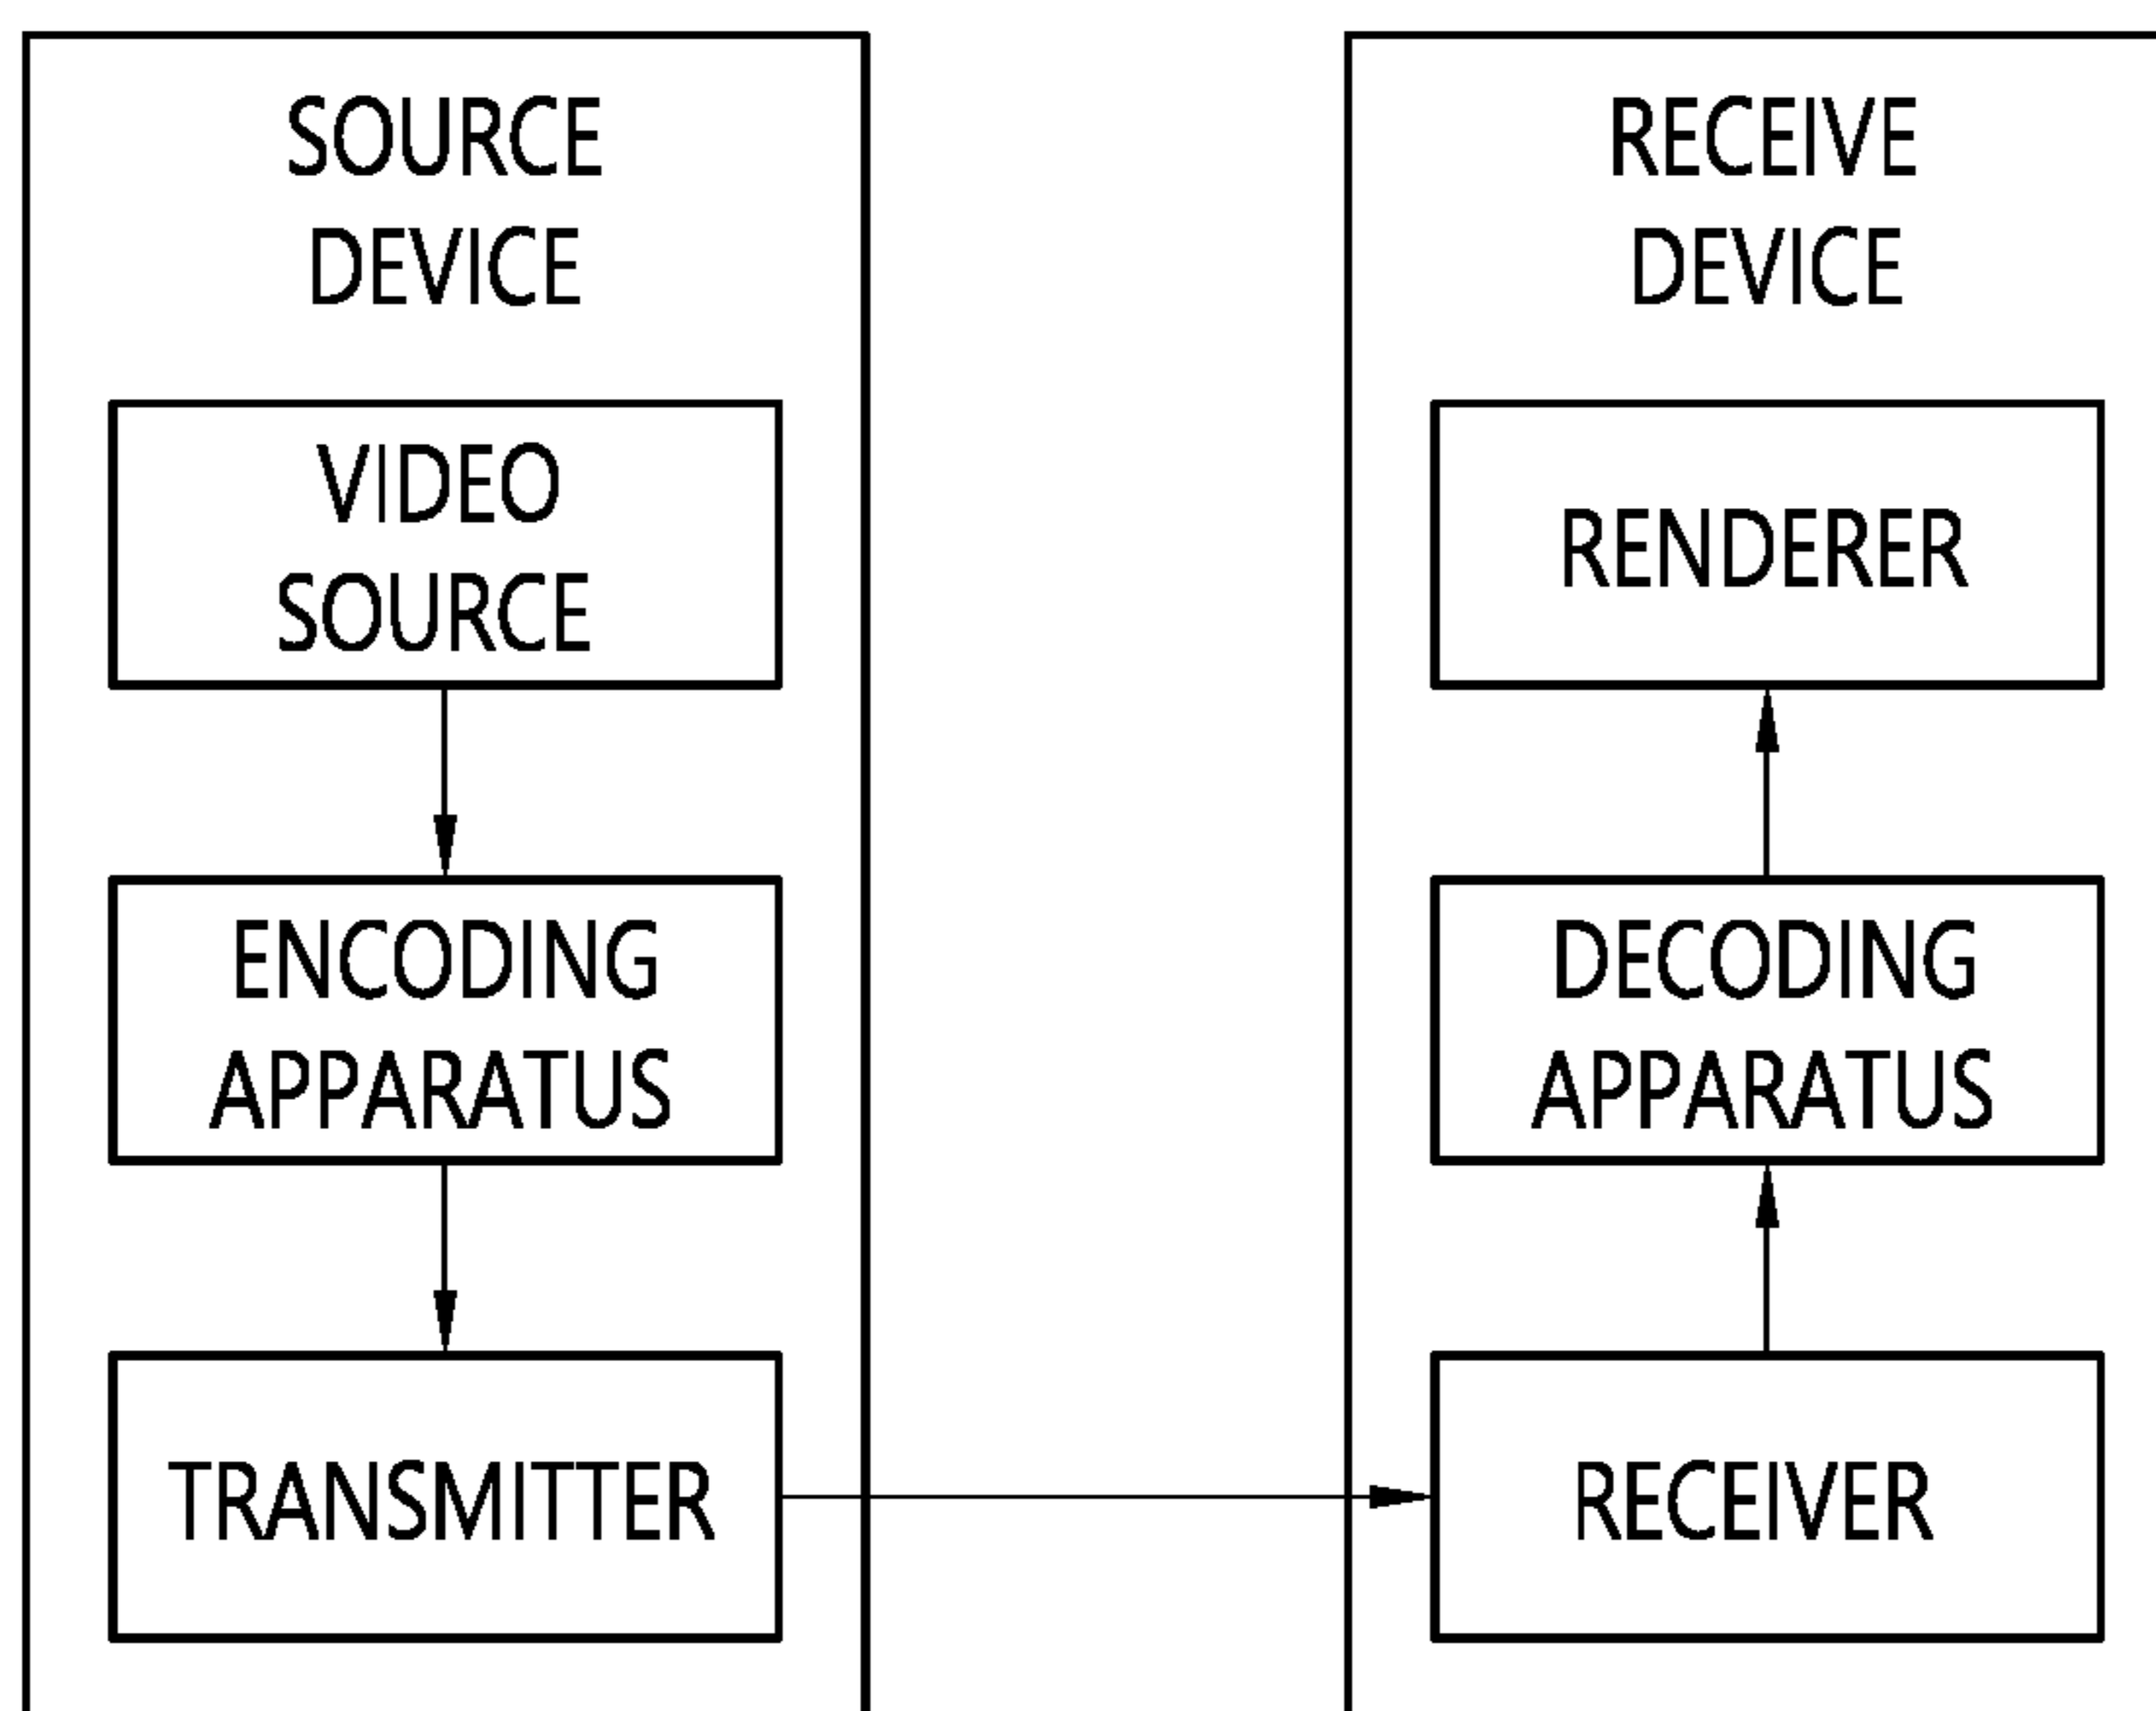 SOURCE
DEVICE
VIDEO
SOURCE
ENCODING
APPARATUS
TRANSMITTER
RECEIVE
DEVICE
RENDERER
DECODING
APPARATUS
RECEIVER